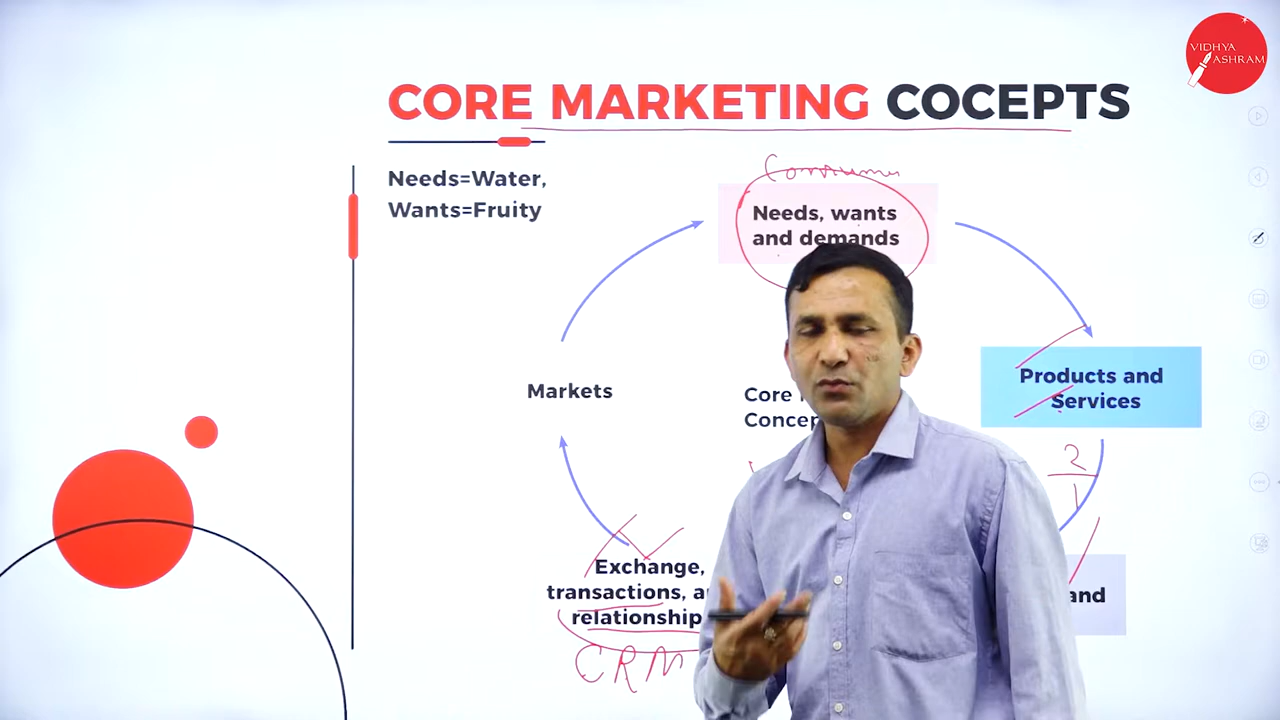 VIDHYA
ASHRAM
CORE MARKETING COCEPTS
Needs=Water,
Wants=Fruity
Consumer
Needs, wants
and demands
Products and
Services
Markets
Core
Concep
2
1
Exchange,
transactions,
relationship
and
CRM